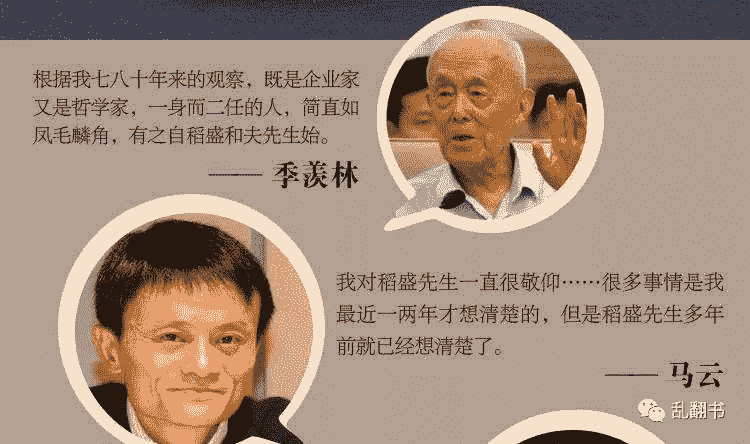 根据我七八十年来的观察，既是企业家
又是哲学家，一身而二任的人，简直如
凤毛麟角，有之自稻盛和夫先生始。
—— 季羡林
我对稻盛先生一直很敬仰……很多事情是我
最近一两年才想清楚的，但是稻盛先生多年
前就已经想清楚了。
—— 马云
乱翻书